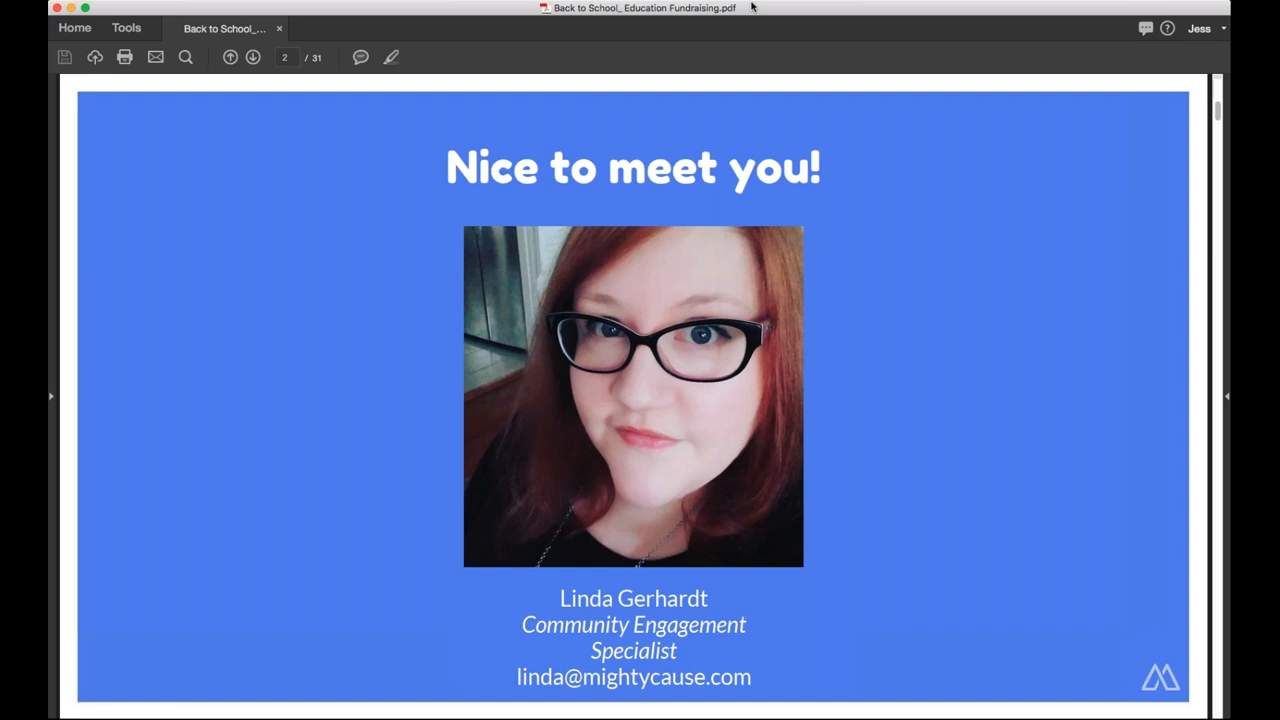 Back to School_ Education Fundraising.pdf
Home Tools Back to School_... × Jess
2 / 31
Nice to meet you!
Linda Gerhardt
Community Engagement
Specialist
linda@mightycause.com